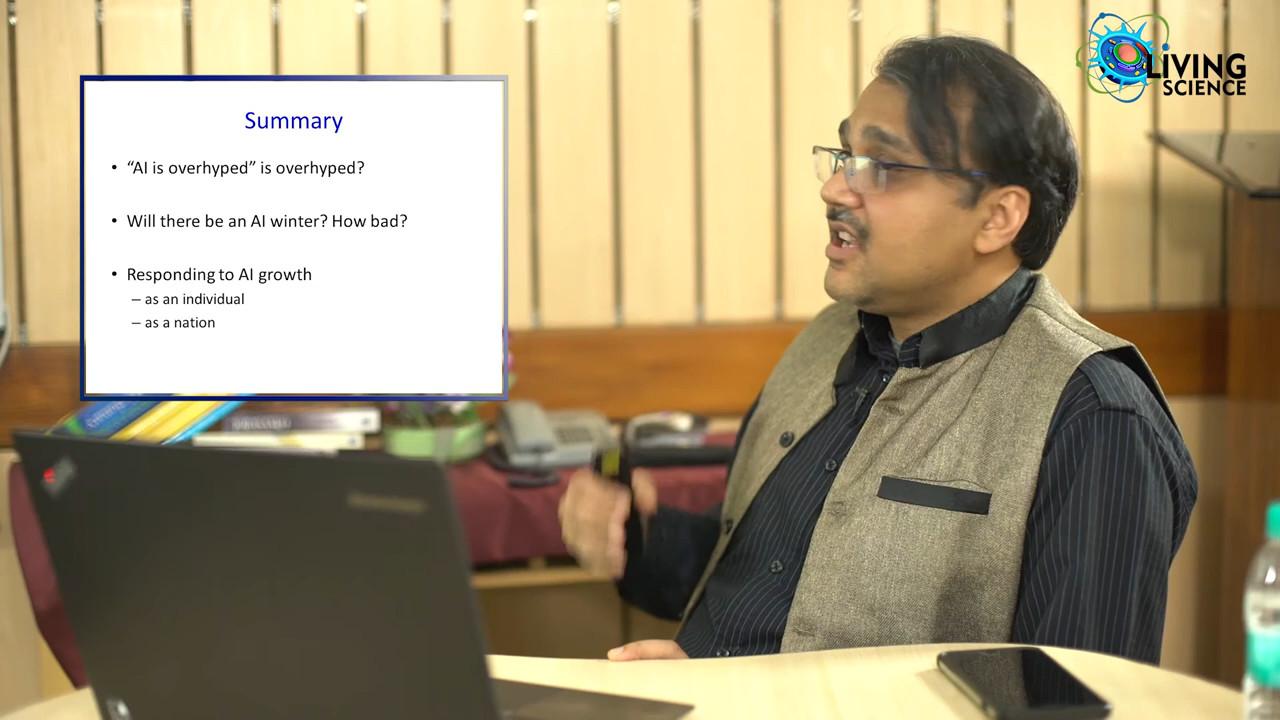 Summary
• “AI is overhyped” is overhyped?
• Will there be an AI winter? How bad?
• Responding to AI growth
– as an individual
– as a nation
LIVING
SCIENCE